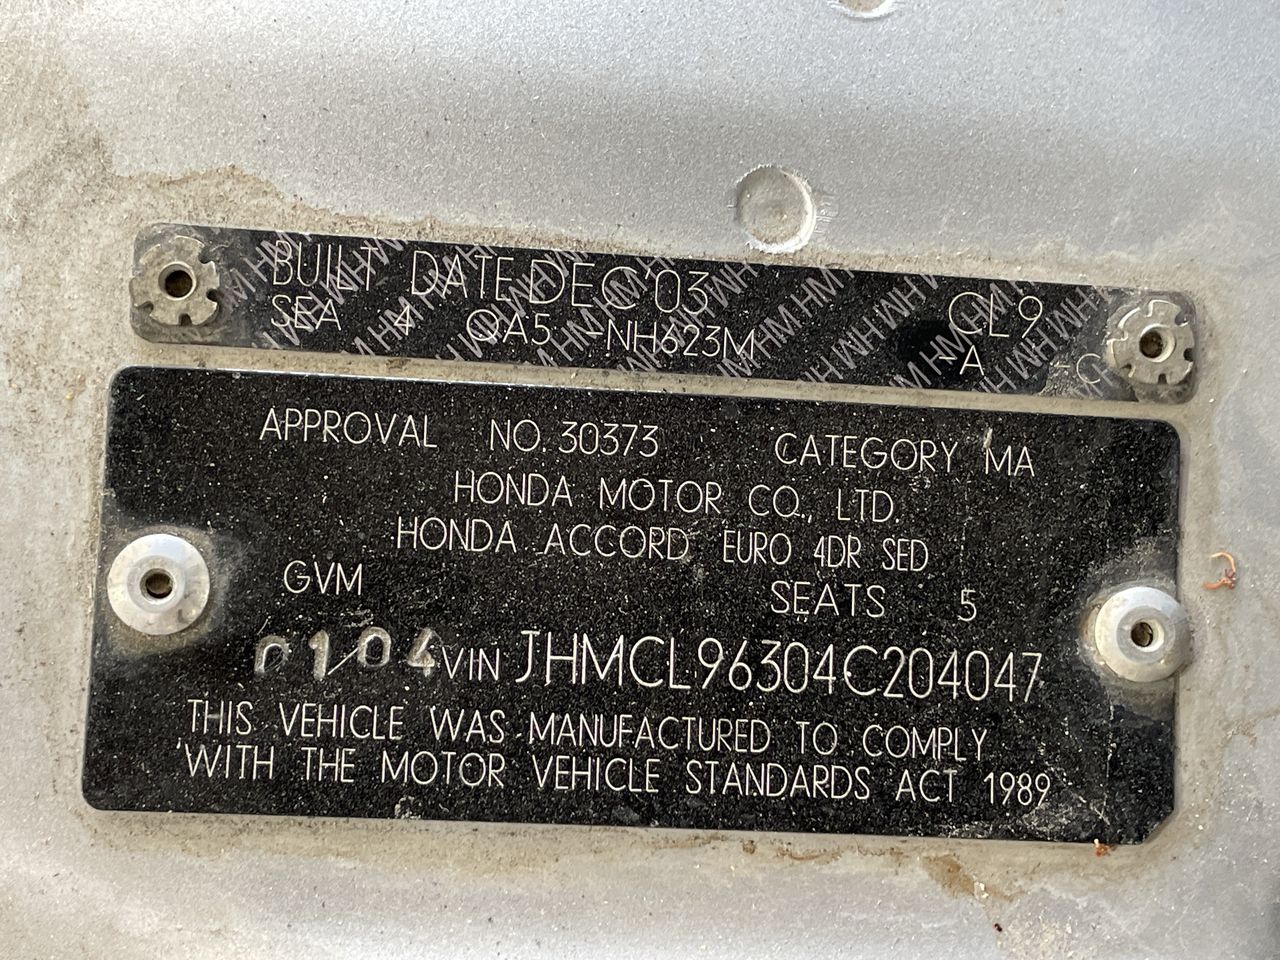 BUILT DATE DEC'03 CL9
SEA 4 QA5 -NH623M -A -C
APPROVAL NO. 30373 CATEGORY MA
HONDA MOTOR CO., LTD.
HONDA ACCORD EURO 4DR SED
GVM SEATS 5
01/04 VIN JHMCL96304C204047
THIS VEHICLE WAS MANUFACTURED TO COMPLY
WITH THE MOTOR VEHICLE STANDARDS ACT 1989